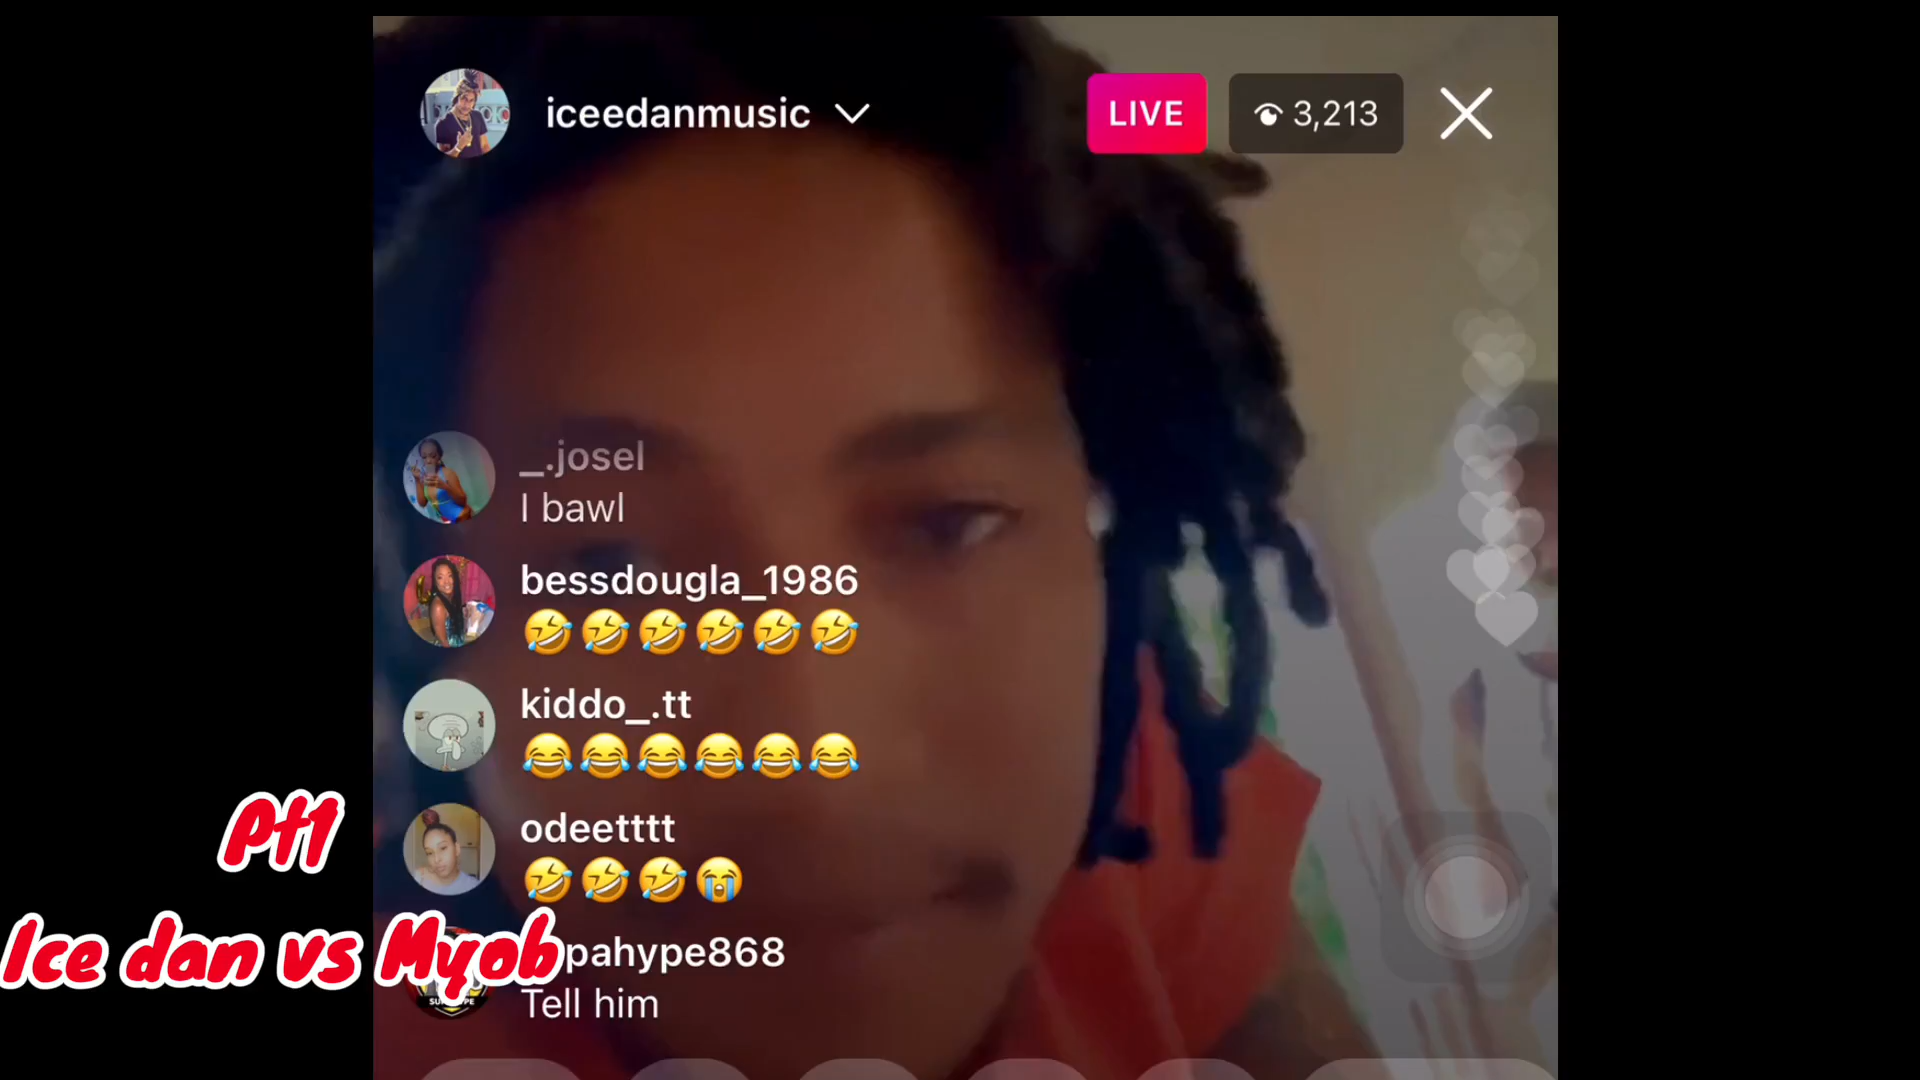 iceedanmusic
LIVE
3,213
_.josel
I bawl
bessdougla_1986
🤣🤣🤣🤣🤣🤣
kiddo_.tt
😂😂😂😂😂😂
odeetttt
🤣🤣🤣😭
Pt1
Ice dan vs Myob
pahype868
Tell him